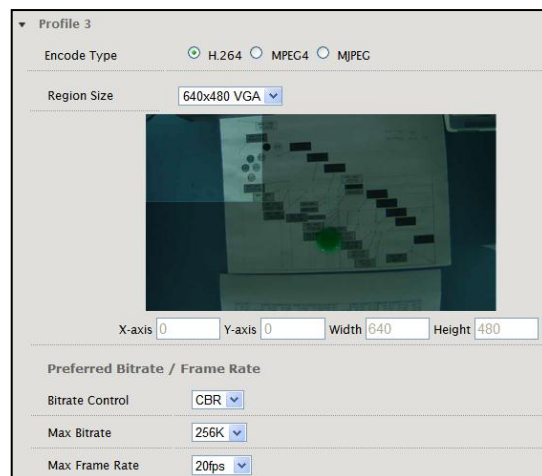 Profile 3
Encode Type H.264 MPEG4 MJPEG
Region Size 640x480 VGA
X-axis 0 Y-axis 0 Width 640 Height 480
Preferred Bitrate / Frame Rate
Bitrate Control CBR
Max Bitrate 256K
Max Frame Rate 20fps